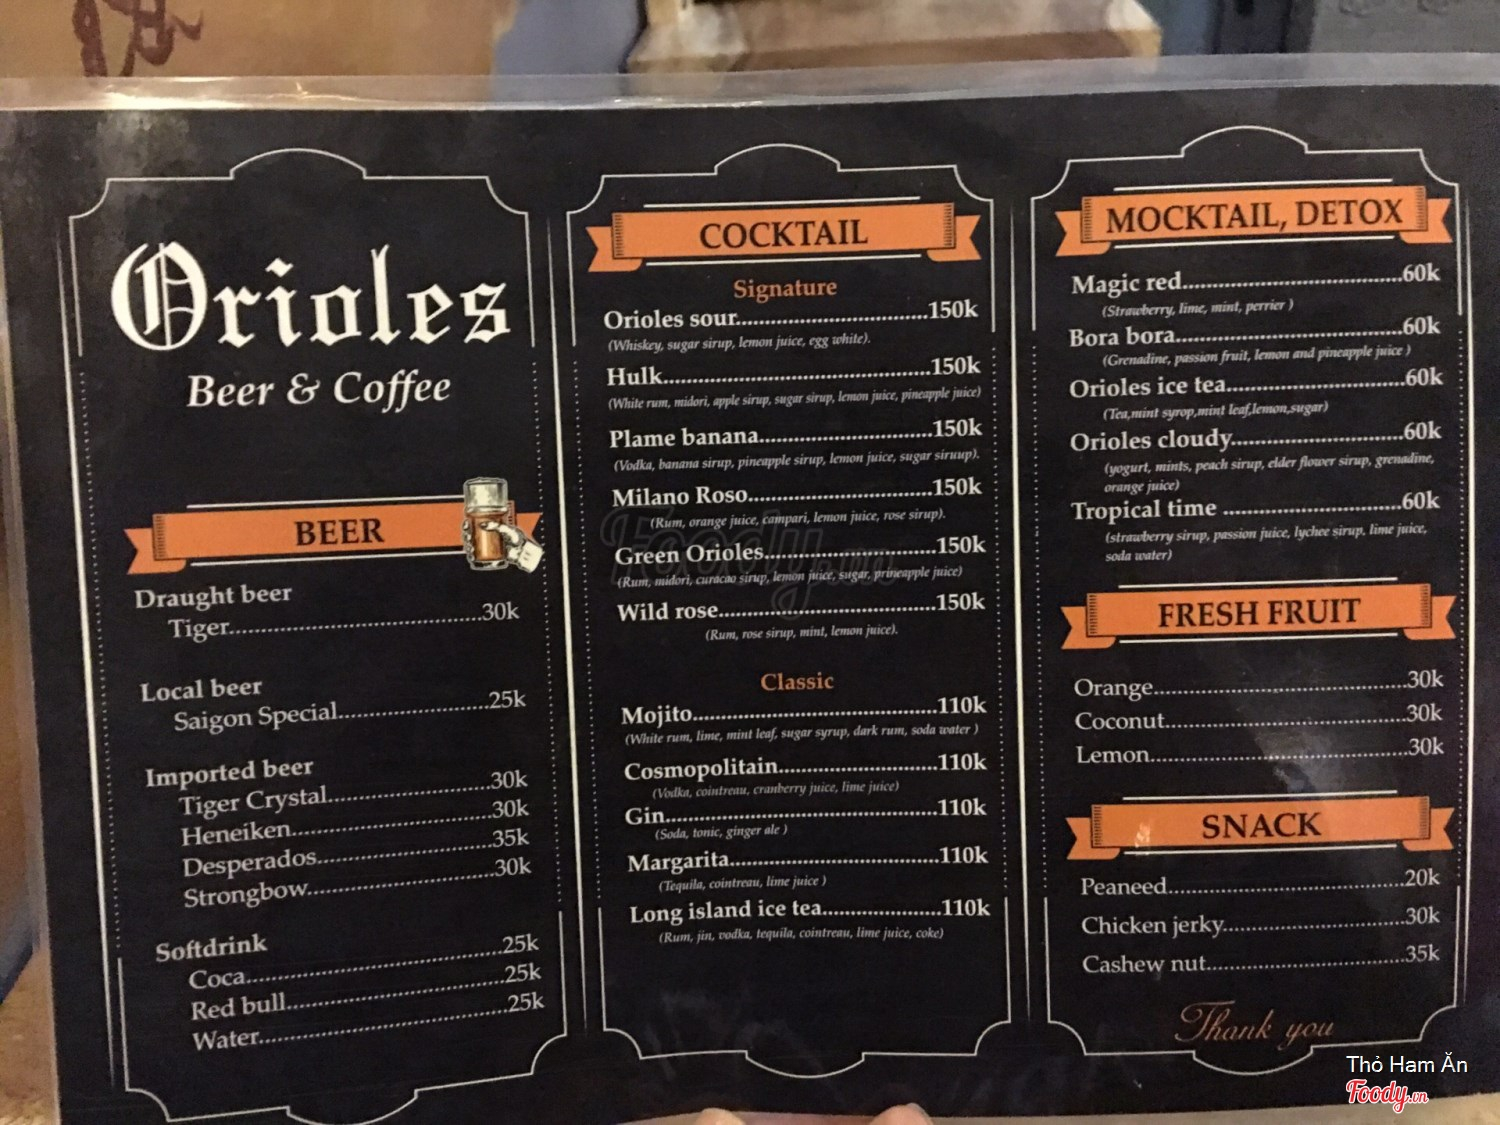 Orioles
Beer & Coffee
BEER
Draught beer
Tiger....................30k
Local beer
Saigon Special....................25k
Imported beer
Tiger Crystal....................30k
Heneiken....................30k
Desperados....................35k
Strongbow....................30k
Softdrink
Coca....................25k
Red bull....................25k
Water....................25k
COCKTAIL
Signature
Orioles sour....................150k
(Whiskey, sugar sirup, lemon juice, egg white).
Hulk....................150k
(White rum, midori, apple sirup, sugar sirup, lemon juice, pineapple juice)
Plame banana....................150k
(Vodka, banana sirup, pineapple sirup, lemon juice, sugar siruup).
Milano Roso....................150k
(Rum, orange juice, campari, lemon juice, rose sirup).
Green Orioles....................150k
(Rum, midori, curacao sirup, lemon juice, sugar, prineapple juice)
Wild rose....................150k
(Rum, rose sirup, mint, lemon juice).
Classic
Mojito....................110k
(White rum, lime, mint leaf, sugar syrup, dark rum, soda water )
Cosmopolitain....................110k
(Vodka, cointreau, cranberry juice, lime juice)
Gin....................110k
(Soda, tonic, ginger ale )
Margarita....................110k
(Tequila, cointreau, lime juice )
Long island ice tea....................110k
(Rum, jin, vodka, tequila, cointreau, lime juice, coke)
MOCKTAIL, DETOX
Magic red....................60k
(Strawberry, lime, mint, perrier )
Bora bora....................60k
(Grenadine, passion fruit, lemon and pineapple juice )
Orioles ice tea....................60k
(Tea,mint syrop,mint leaf,lemon,sugar)
Orioles cloudy....................60k
(yogurt, mints, peach sirup, elder flower sirup, grenadine,
orange juice)
Tropical time ....................60k
(strawberry sirup, passion juice, lychee sirup, lime juice,
soda water)
FRESH FRUIT
Orange....................30k
Coconut....................30k
Lemon....................30k
SNACK
Peaneed....................20k
Chicken jerky....................30k
Cashew nut....................35k
Thank you
Foody.vn
Thỏ Ham Ăn
Foody.vn